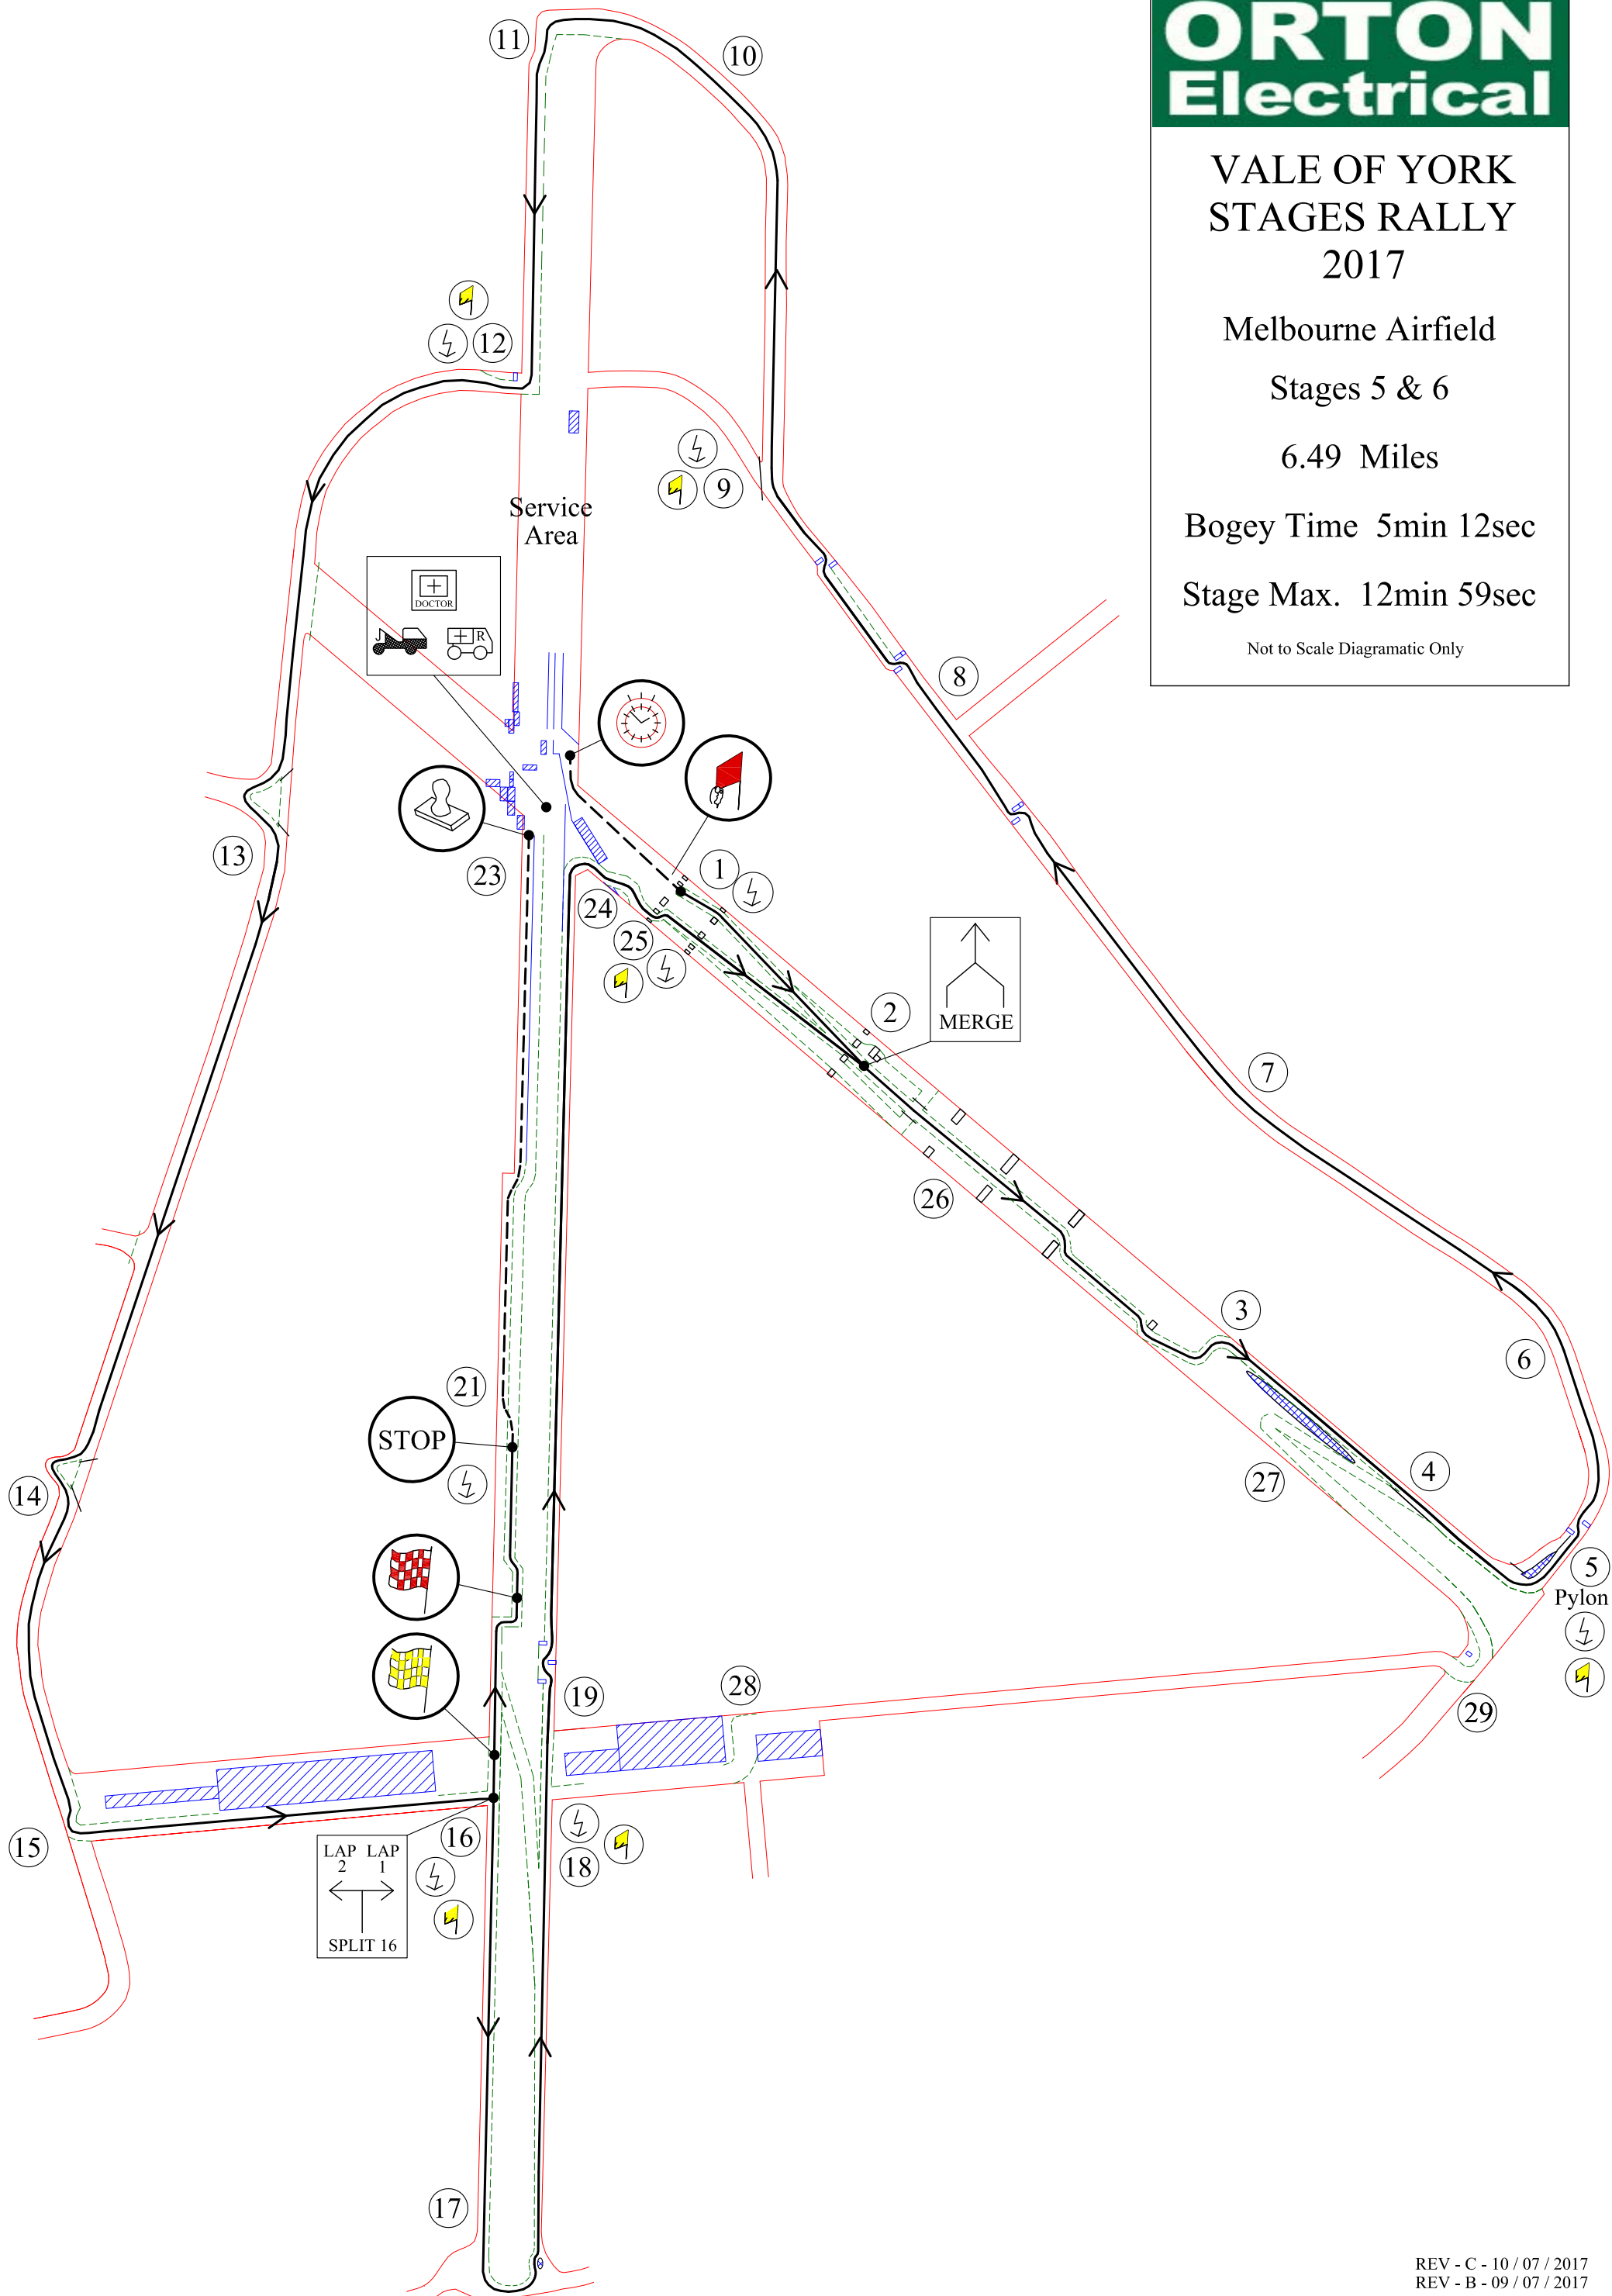 ORTON
Electrical
VALE OF YORK
STAGES RALLY
2017
Melbourne Airfield
Stages 5 & 6
6.49 Miles
Bogey Time 5min 12sec
Stage Max. 12min 59sec
Not to Scale Diagramatic Only
11
10
12
9
Service
Area
DOCTOR
R
8
13
23
1
24
25
2
MERGE
7
26
3
6
21
STOP
4
27
14
5
Pylon
19
28
29
15
16
18
LAP LAP
2 1
SPLIT 16
17
REV - C - 10 / 07 / 2017
REV - B - 09 / 07 / 2017